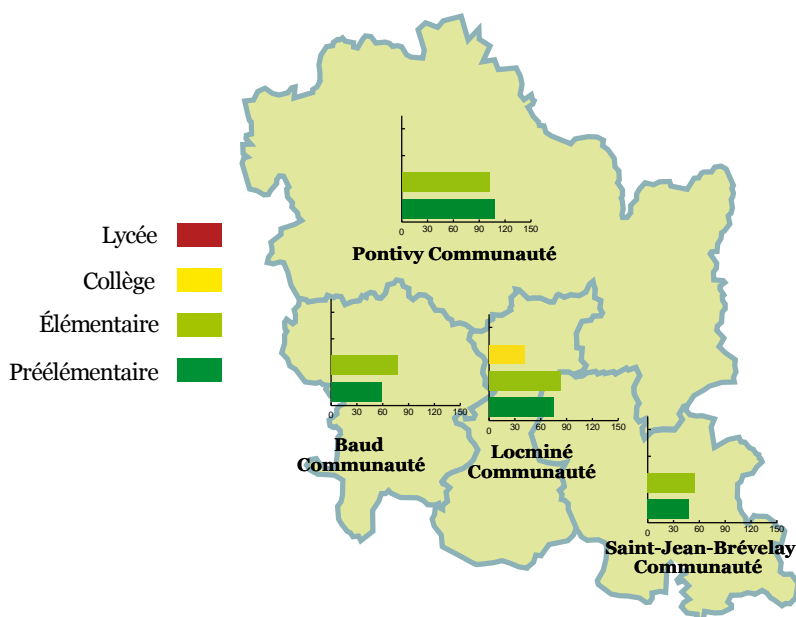 Lycée
Collège
Élémentaire
Préélémentaire
0 30 60 90 120 150
Pontivy Communauté
0 30 60 90 120 150
Baud
Communauté
0 30 60 90 120 150
Locminé
Communauté
0 30 60 90 120 150
Saint-Jean-Brévelay
Communauté